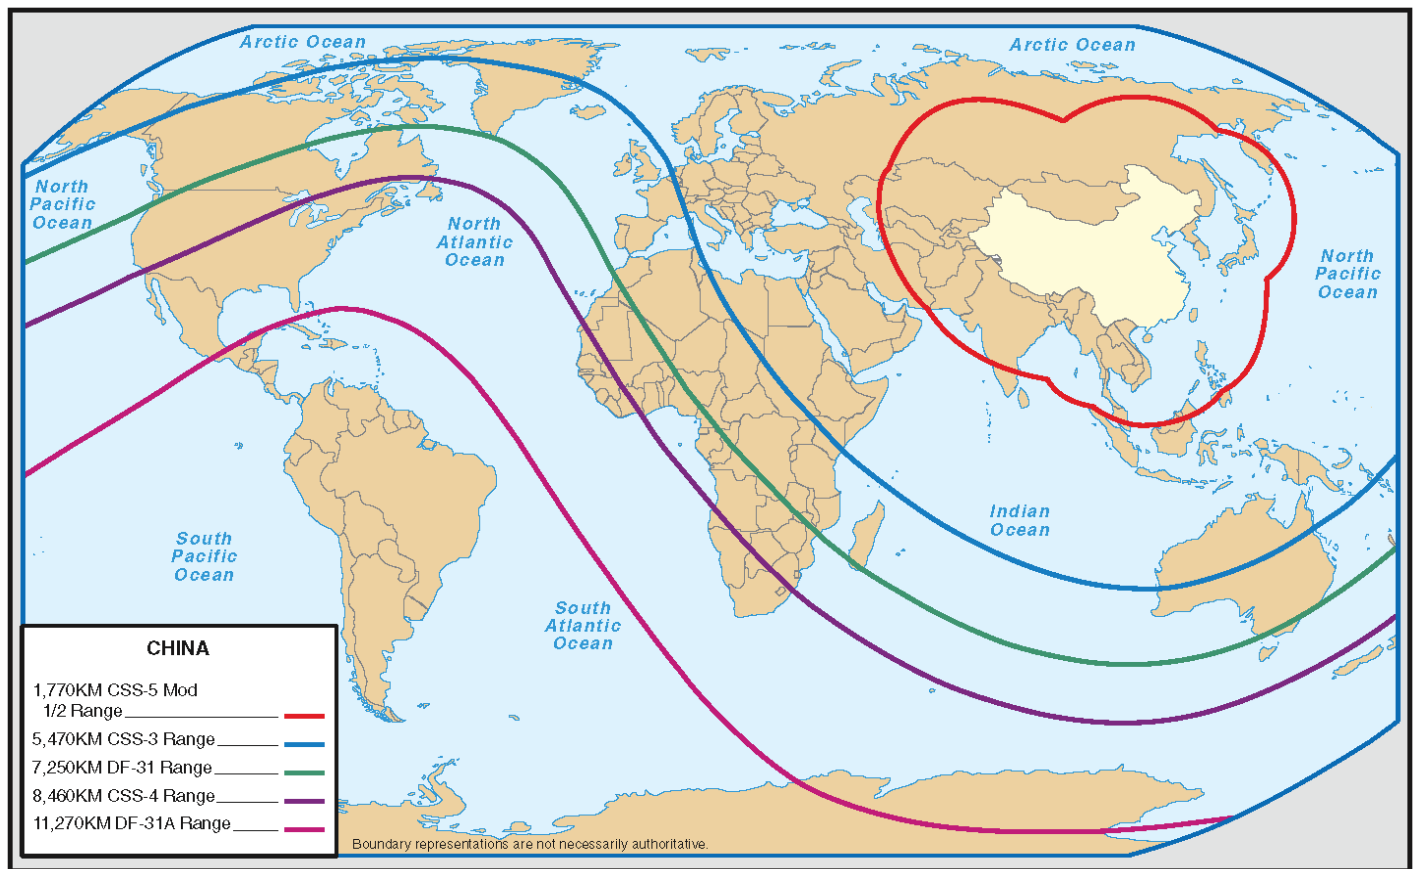 Arctic Ocean
Arctic Ocean
North
Pacific
Ocean
North
Atlantic
Ocean
North
Pacific
Ocean
Indian
Ocean
South
Pacific
Ocean
South
Atlantic
Ocean
CHINA
1,770KM CSS-5 Mod
1/2 Range
5,470KM CSS-3 Range
7,250KM DF-31 Range
8,460KM CSS-4 Range
11,270KM DF-31A Range
Boundary representations are not necessarily authoritative.